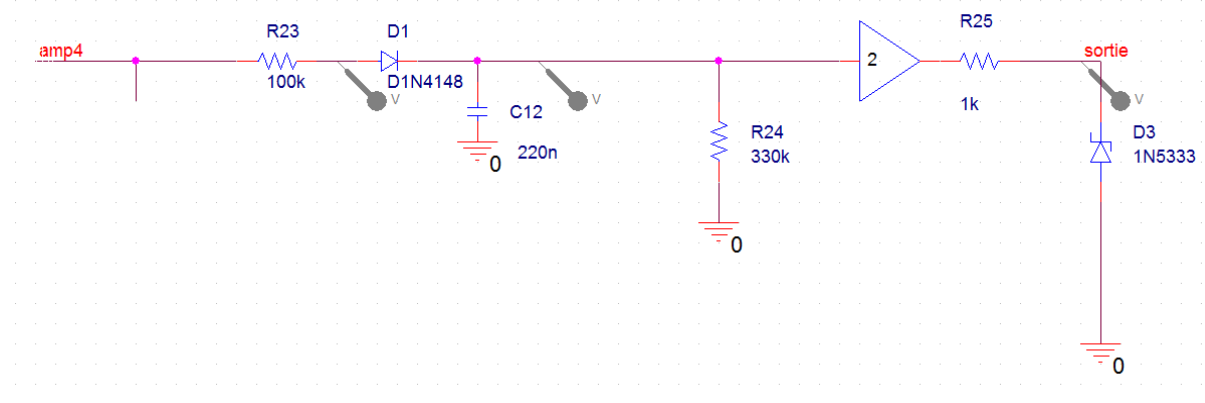 R23
D1
R25
amp4
sortie
2
100k
D1N4148
V
V
V
1k
C12
220n
0
R24
330k
D3
1N5333
0
0